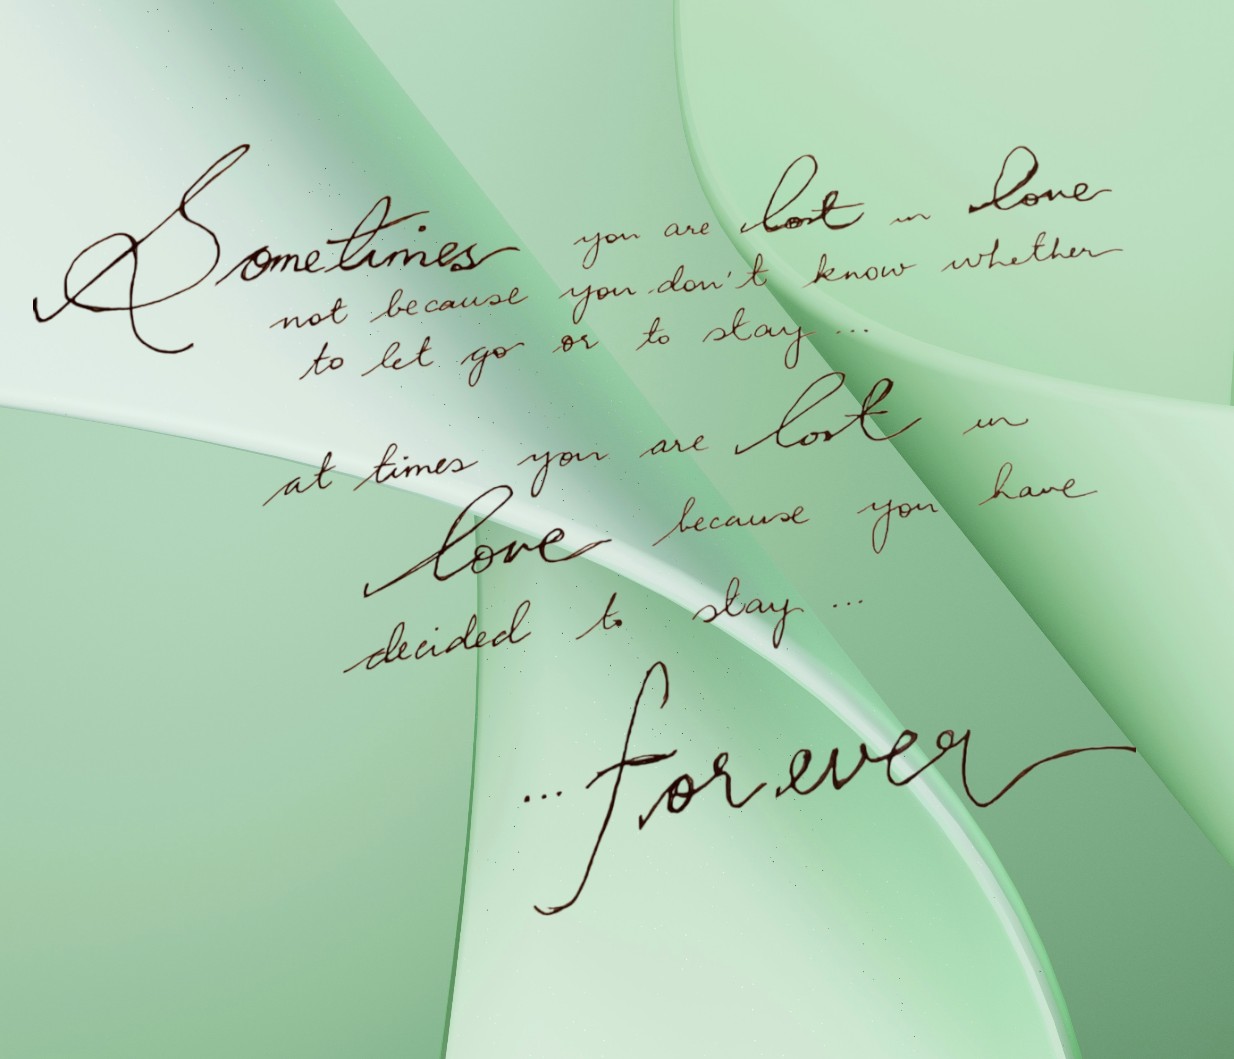 Sometimes you are lost in love
not because you don't know whether
to let go or to stay...
at times you are lost in
love because you have
decided to stay...
...forever